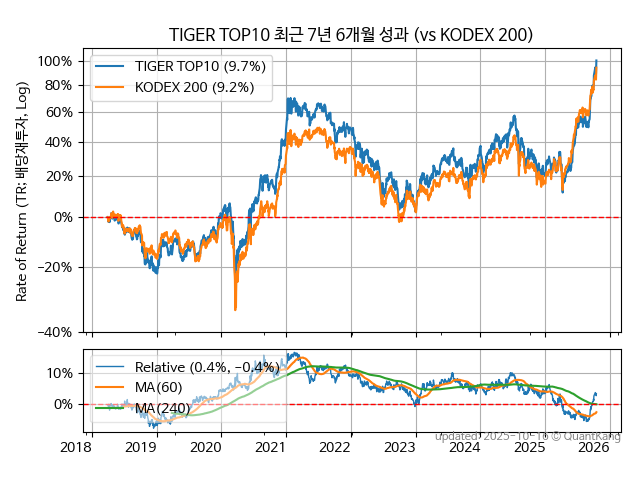 TIGER TOP10 최근 7년 6개월 성과 (vs KODEX 200)
Rate of Return (TR: 배당재투자, Log)
100%
80%
60%
40%
20%
0%
−20%
−40%
TIGER TOP10 (9.7%)
KODEX 200 (9.2%)
10%
0%
Relative (0.4%, −0.4%)
MA(60)
MA(240)
updated: 2025-10-16 © QuantKang
2018 2019 2020 2021 2022 2023 2024 2025 2026